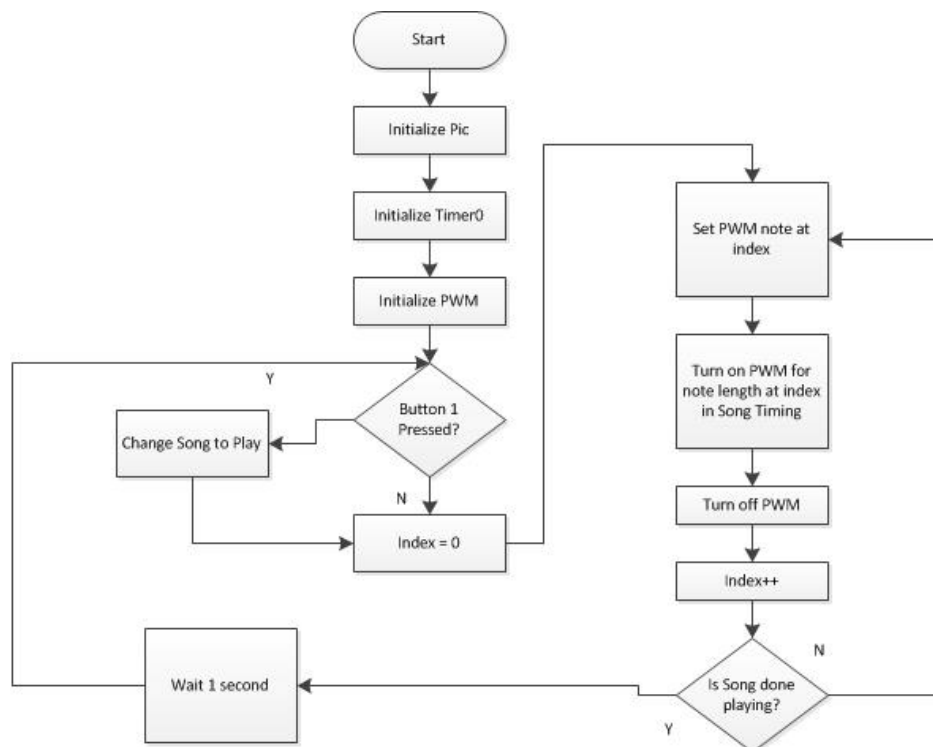 Start
Initialize Pic
Initialize Timer0
Initialize PWM
Y
Button 1
Pressed?
Change Song to Play
N
Index = 0
Set PWM note at
index
Turn on PWM for
note length at index
in Song Timing
Turn off PWM
Index++
Is Song done
playing?
N
Y
Wait 1 second